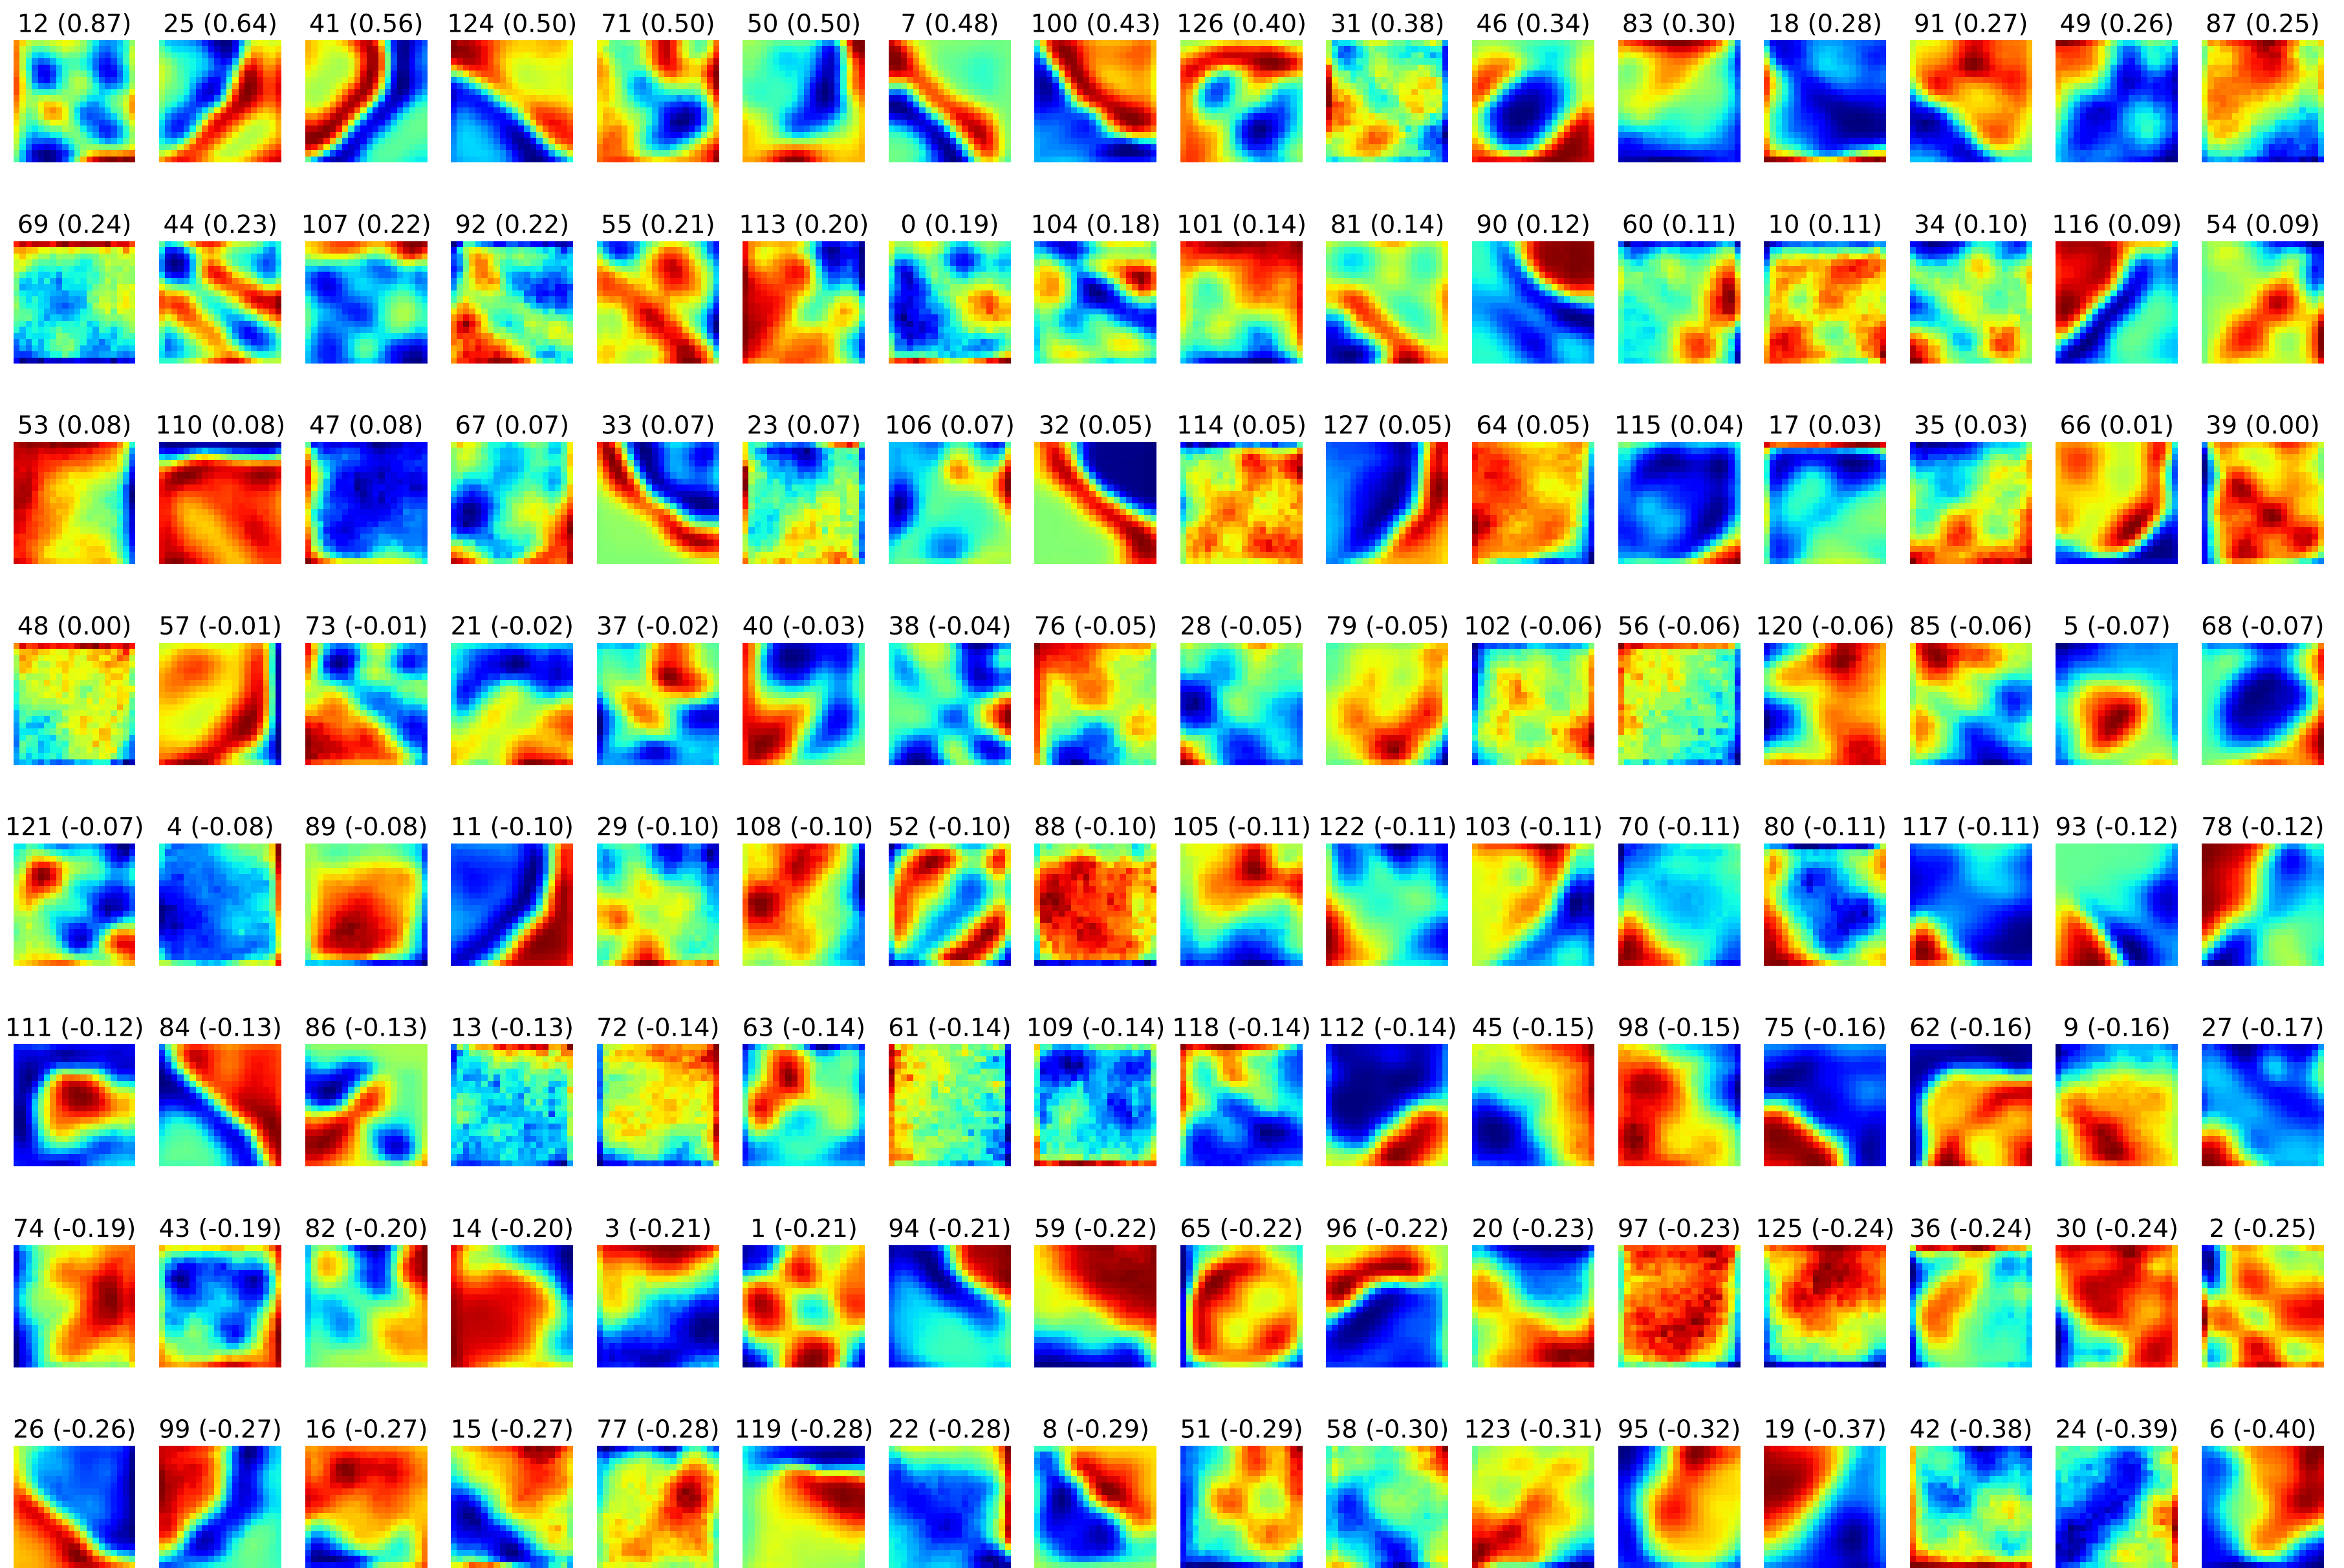 12 (0.87) 25 (0.64) 41 (0.56) 124 (0.50) 71 (0.50) 50 (0.50) 7 (0.48) 100 (0.43) 126 (0.40) 31 (0.38) 46 (0.34) 83 (0.30) 18 (0.28) 91 (0.27) 49 (0.26) 87 (0.25)
69 (0.24) 44 (0.23) 107 (0.22) 92 (0.22) 55 (0.21) 113 (0.20) 0 (0.19) 104 (0.18) 101 (0.14) 81 (0.14) 90 (0.12) 60 (0.11) 10 (0.11) 34 (0.10) 116 (0.09) 54 (0.09)
53 (0.08) 110 (0.08) 47 (0.08) 67 (0.07) 33 (0.07) 23 (0.07) 106 (0.07) 32 (0.05) 114 (0.05) 127 (0.05) 64 (0.05) 115 (0.04) 17 (0.03) 35 (0.03) 66 (0.01) 39 (0.00)
48 (0.00) 57 (-0.01) 73 (-0.01) 21 (-0.02) 37 (-0.02) 40 (-0.03) 38 (-0.04) 76 (-0.05) 28 (-0.05) 79 (-0.05) 102 (-0.06) 56 (-0.06) 120 (-0.06) 85 (-0.06) 5 (-0.07) 68 (-0.07)
121 (-0.07) 4 (-0.08) 89 (-0.08) 11 (-0.10) 29 (-0.10) 108 (-0.10) 52 (-0.10) 88 (-0.10) 105 (-0.11) 122 (-0.11) 103 (-0.11) 70 (-0.11) 80 (-0.11) 117 (-0.11) 93 (-0.12) 78 (-0.12)
111 (-0.12) 84 (-0.13) 86 (-0.13) 13 (-0.13) 72 (-0.14) 63 (-0.14) 61 (-0.14) 109 (-0.14) 118 (-0.14) 112 (-0.14) 45 (-0.15) 98 (-0.15) 75 (-0.16) 62 (-0.16) 9 (-0.16) 27 (-0.17)
74 (-0.19) 43 (-0.19) 82 (-0.20) 14 (-0.20) 3 (-0.21) 1 (-0.21) 94 (-0.21) 59 (-0.22) 65 (-0.22) 96 (-0.22) 20 (-0.23) 97 (-0.23) 125 (-0.24) 36 (-0.24) 30 (-0.24) 2 (-0.25)
26 (-0.26) 99 (-0.27) 16 (-0.27) 15 (-0.27) 77 (-0.28) 119 (-0.28) 22 (-0.28) 8 (-0.29) 51 (-0.29) 58 (-0.30) 123 (-0.31) 95 (-0.32) 19 (-0.37) 42 (-0.38) 24 (-0.39) 6 (-0.40)